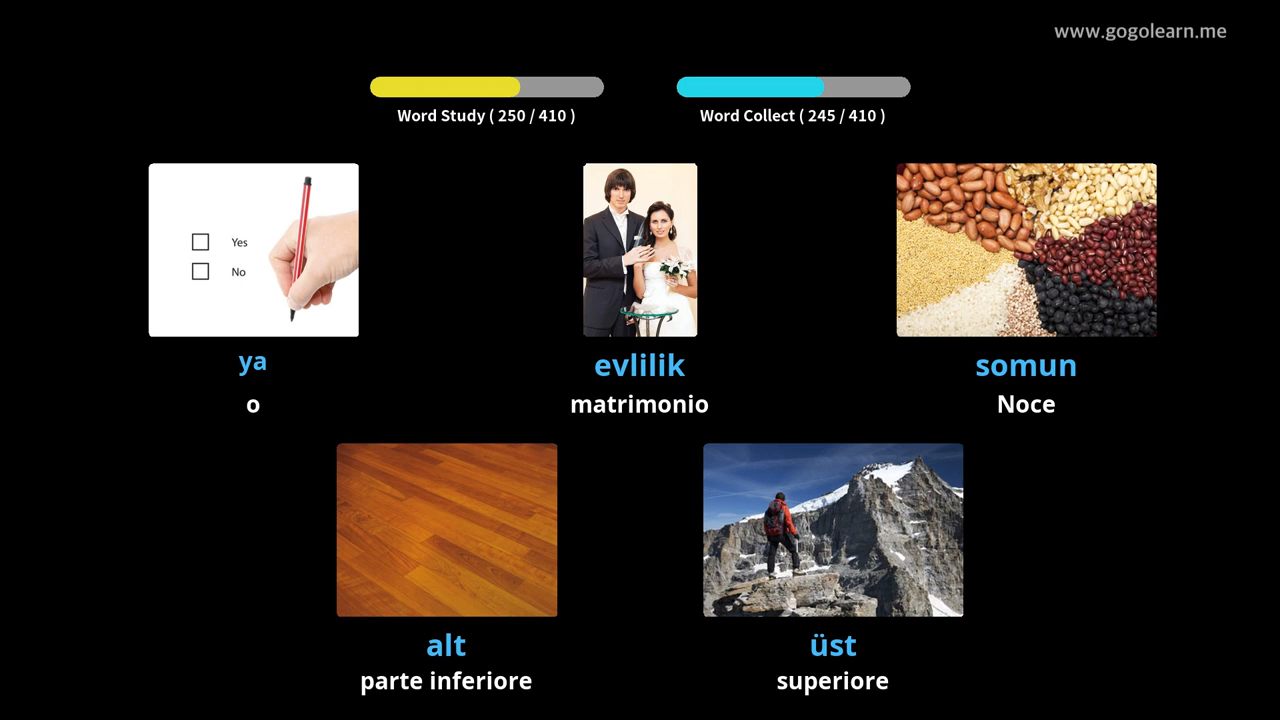 www.gogolearn.me
Word Study ( 250 / 410 )
Word Collect ( 245 / 410 )
Yes
No
ya
o
evlilik
matrimonio
somun
Noce
alt
parte inferiore
üst
superiore